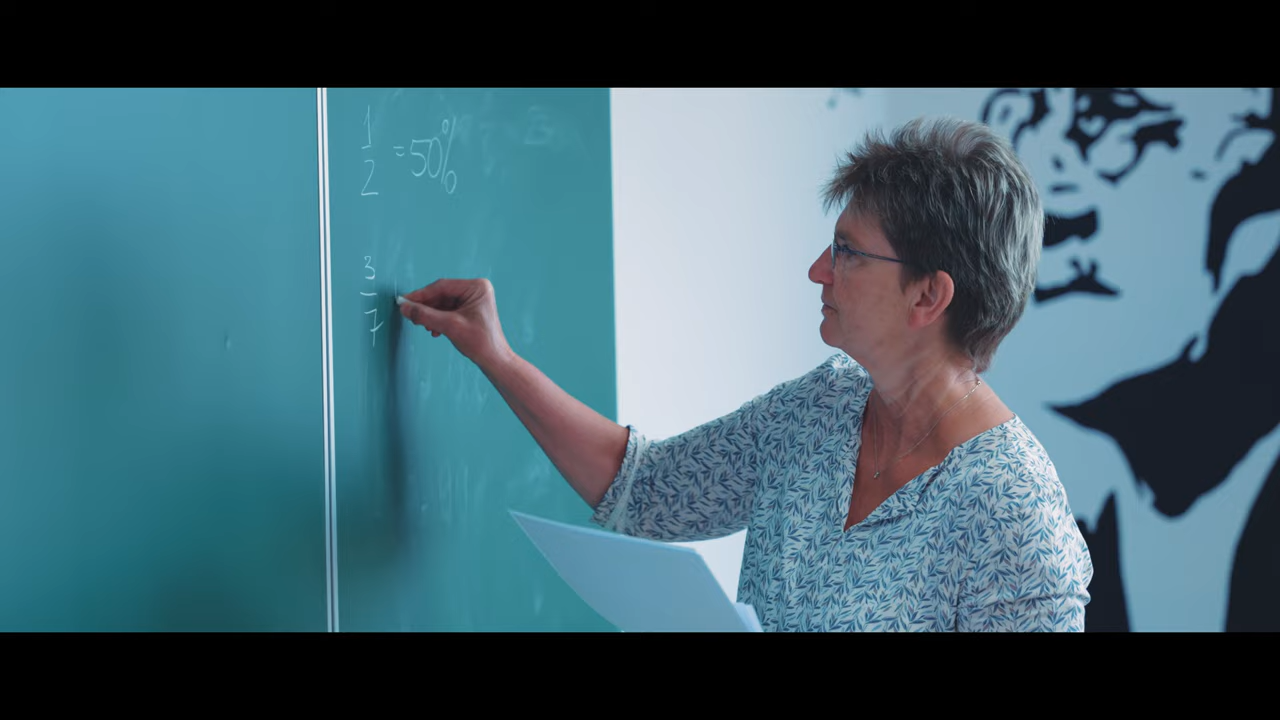 1/2 = 50%
3/7